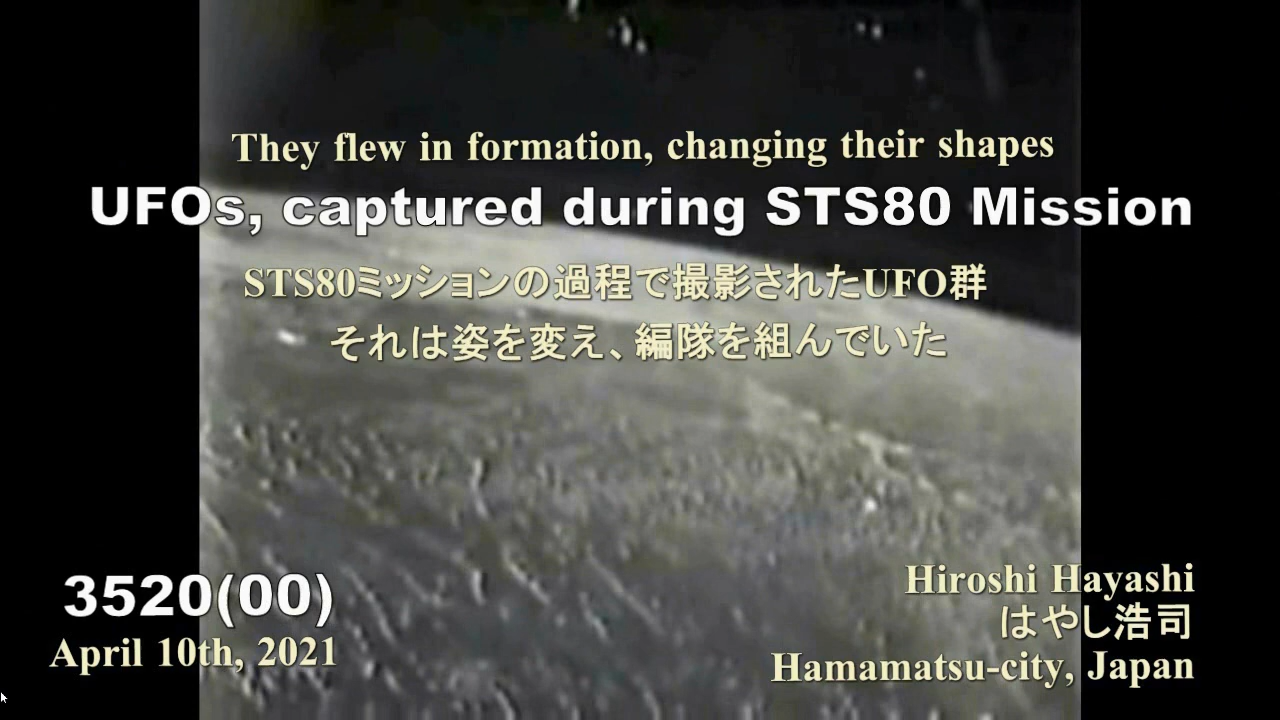 They flew in formation, changing their shapes
UFOs, captured during STS80 Mission
STS80ミッションの過程で撮影されたUFO群
それは姿を変え、編隊を組んでいた
3520(00)
April 10th, 2021
Hiroshi Hayashi
はやし浩司
Hamamatsu-city, Japan